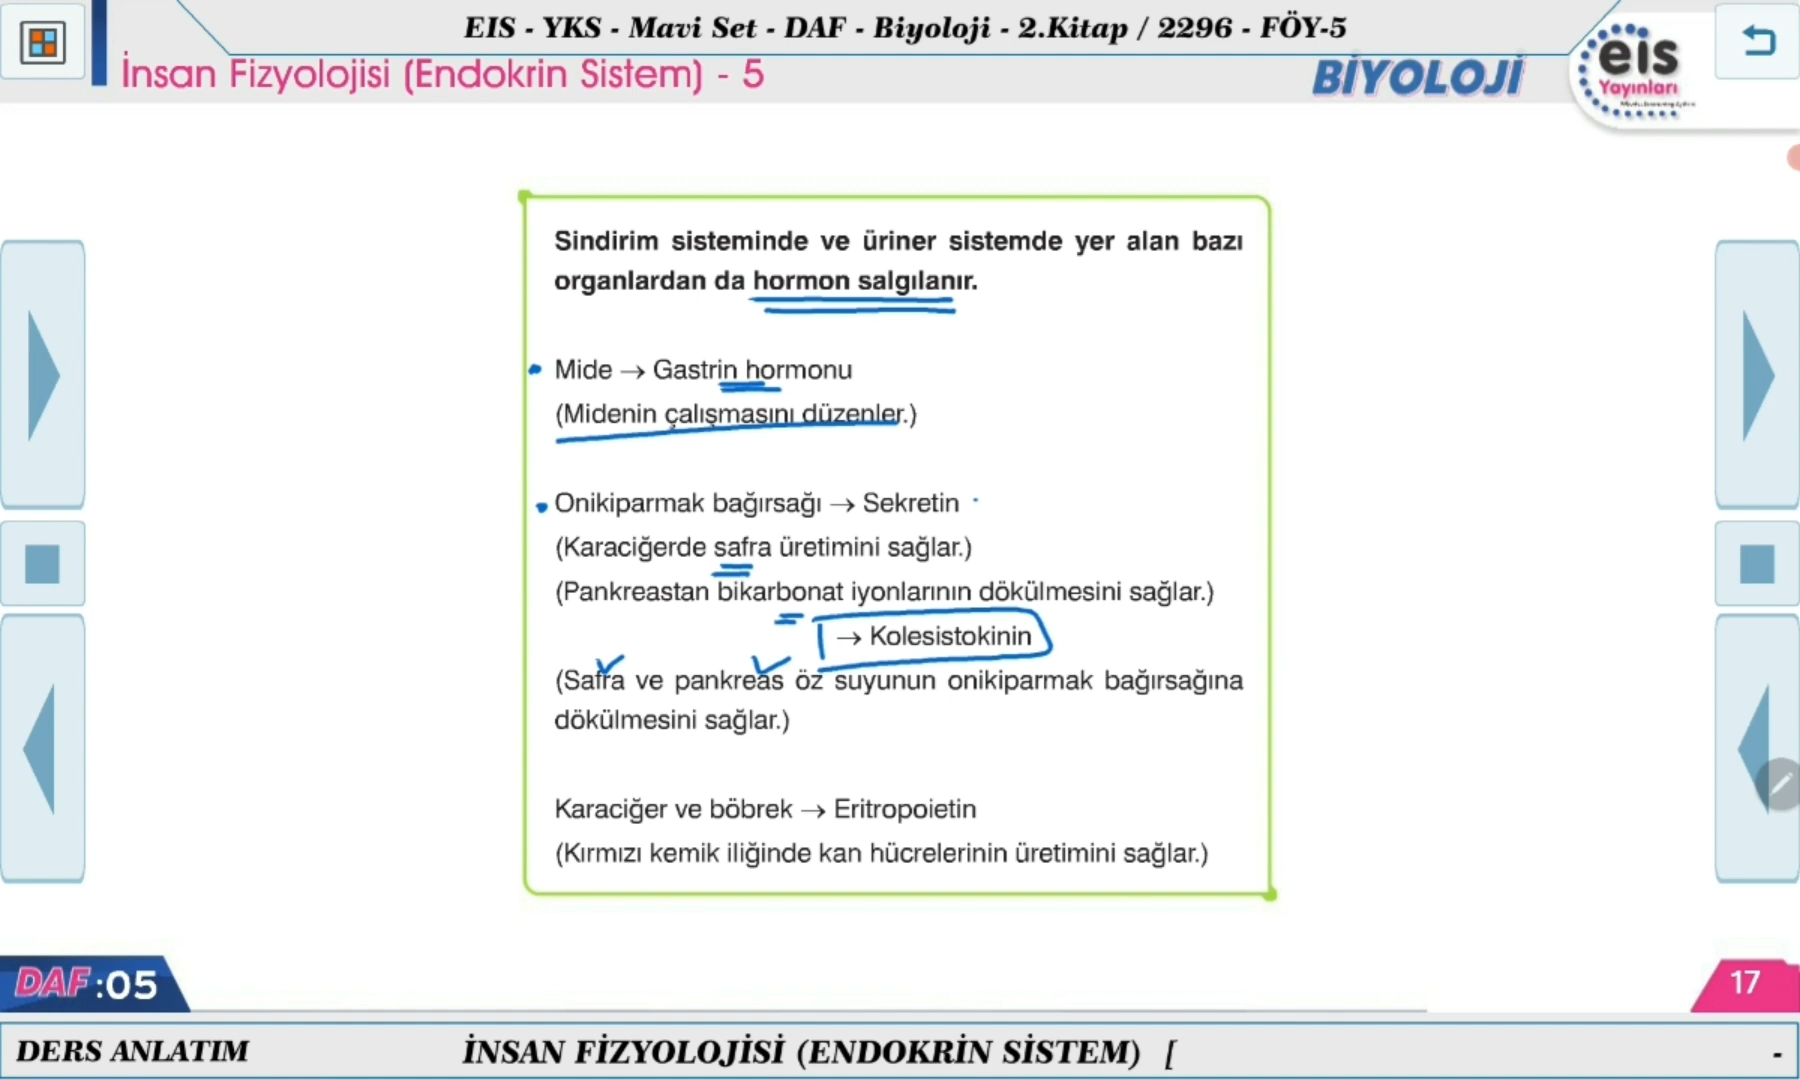 EIS - YKS - Mavi Set - DAF - Biyoloji - 2.Kitap / 2296 - FÖY-5
İnsan Fizyolojisi (Endokrin Sistem) - 5
BİYOLOJİ
eis
Yayınları
Sindirim sisteminde ve üriner sistemde yer alan bazı
organlardan da hormon salgılanır.
Mide → Gastrin hormonu
(Midenin çalışmasını düzenler.)
Onikiparmak bağırsağı → Sekretin
(Karaciğerde safra üretimini sağlar.)
(Pankreastan bikarbonat iyonlarının dökülmesini sağlar.)
→ Kolesistokinin
(Safra ve pankreas öz suyunun onikiparmak bağırsağına
dökülmesini sağlar.)
Karaciğer ve böbrek → Eritropoietin
(Kırmızı kemik iliğinde kan hücrelerinin üretimini sağlar.)
DAF :05
17
DERS ANLATIM
İNSAN FİZYOLOJİSİ (ENDOKRİN SİSTEM) [
-